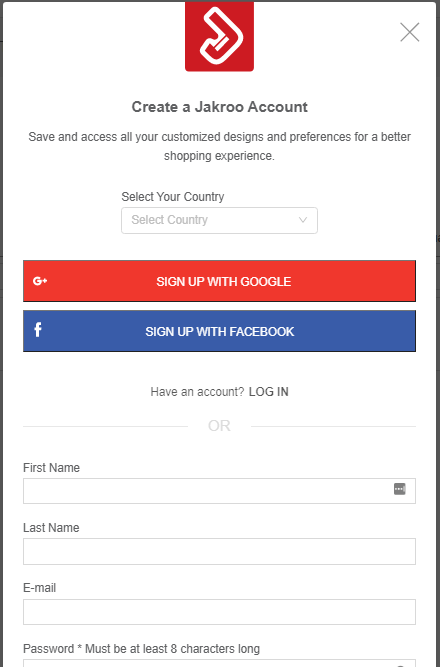 Create a Jakroo Account
Save and access all your customized designs and preferences for a better
shopping experience.
Select Your Country
Select Country
G+ SIGN UP WITH GOOGLE
f SIGN UP WITH FACEBOOK
Have an account? LOG IN
OR
First Name
Last Name
E-mail
Password * Must be at least 8 characters long